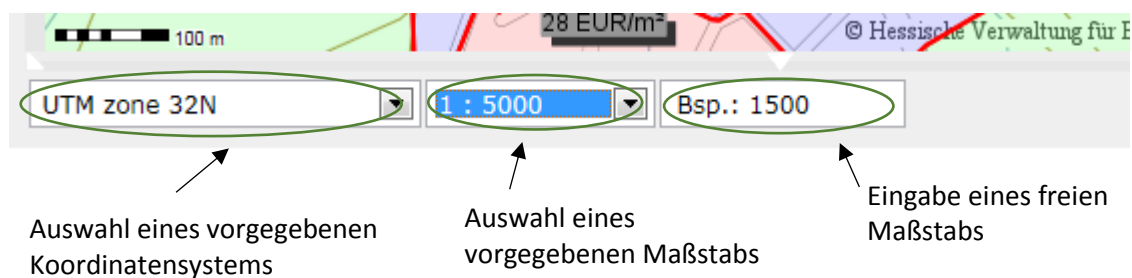 28 EUR/m²
100 m
© Hessische Verwaltung für
UTM zone 32N
1 : 5000
Bsp.: 1500
Auswahl eines vorgegebenen
Koordinatensystems
Auswahl eines
vorgegebenen Maßstabs
Eingabe eines freien
Maßstabs